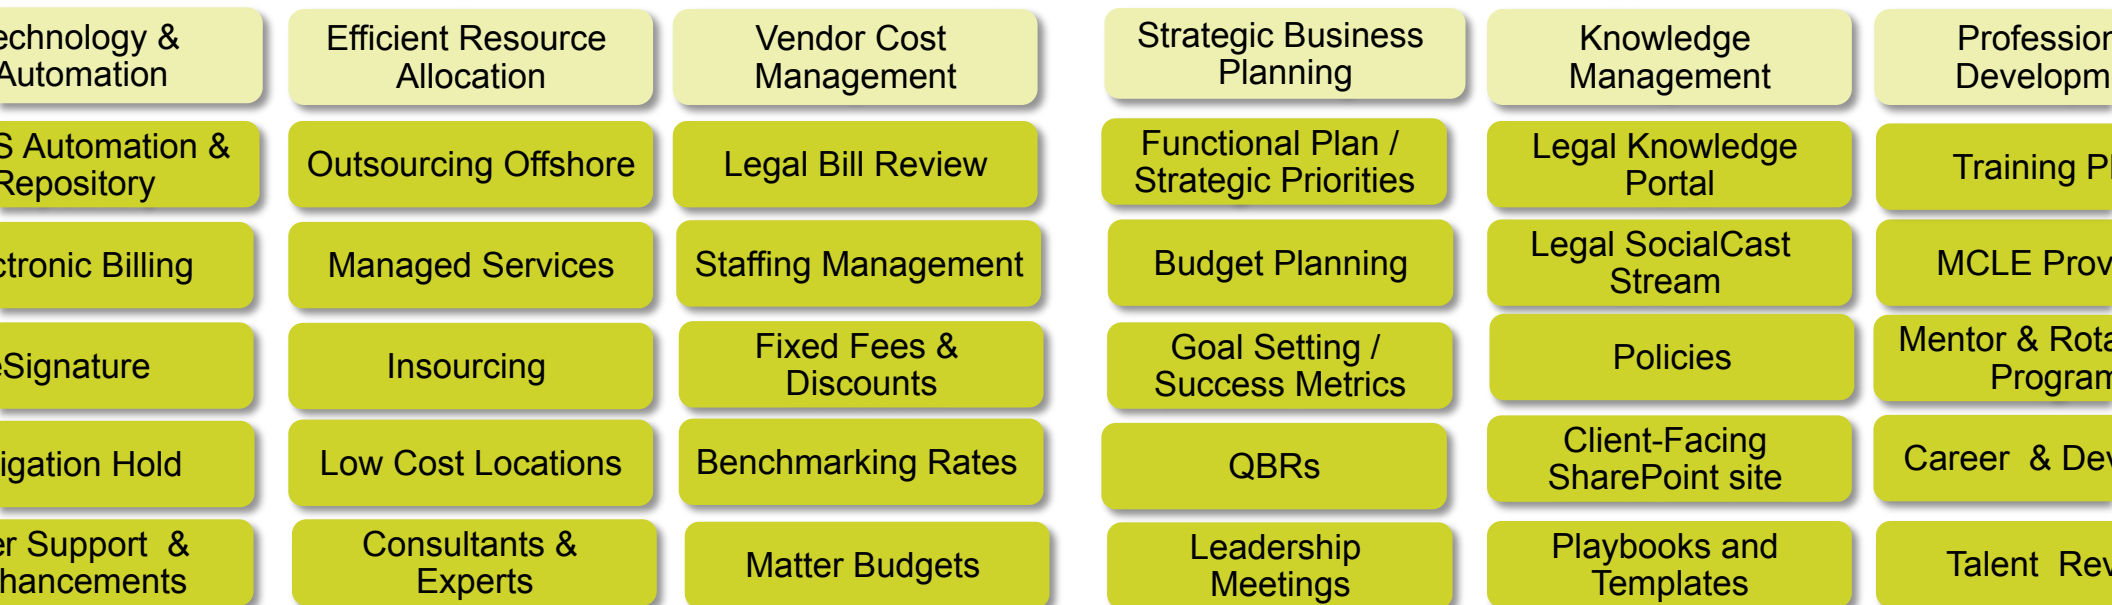 echnology &
Automation
S Automation &
Repository
ctronic Billing
eSignature
igation Hold
er Support &
hancements
Efficient Resource
Allocation
Outsourcing Offshore
Managed Services
Insourcing
Low Cost Locations
Consultants &
Experts
Vendor Cost
Management
Legal Bill Review
Staffing Management
Fixed Fees &
Discounts
Benchmarking Rates
Matter Budgets
Strategic Business
Planning
Functional Plan /
Strategic Priorities
Budget Planning
Goal Setting /
Success Metrics
QBRs
Leadership
Meetings
Knowledge
Management
Legal Knowledge
Portal
Legal SocialCast
Stream
Policies
Client-Facing
SharePoint site
Playbooks and
Templates
Profession
Developm
Training Pl
MCLE Prov
Mentor & Rota
Program
Career & Dev
Talent Rev